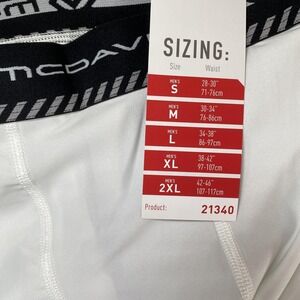 MCDAV
SIZING:
Size Waist
MEN'S
S
28-30"
71-76cm
MEN'S
M
30-34"
76-86cm
MEN'S
L
34-38"
86-97cm
MEN'S
XL
38-42"
97-107cm
MEN'S
2XL
42-46"
107-117cm
Product: 21340